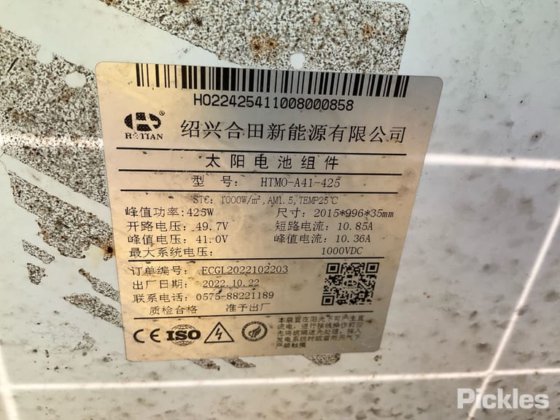 HO224254110080000858
HOTIAN
绍兴合田新能源有限公司
太阳电池组件
型 号: HTMO-A41-425
STC: 1000W/m², AM1.5, TEMP25℃
峰值功率: 425W 尺寸: 2015*996*35mm
开路电压: 49.7V 短路电流: 10.85A
峰值电压: 41.0V 峰值电流: 10.36A
最大系统电压: 1000VDC
订单编号: ECGL2022102203
出厂日期: 2022.10.22
联系电话: 0575-88221189
质检合格 准予出厂
CE ISO
Pickles